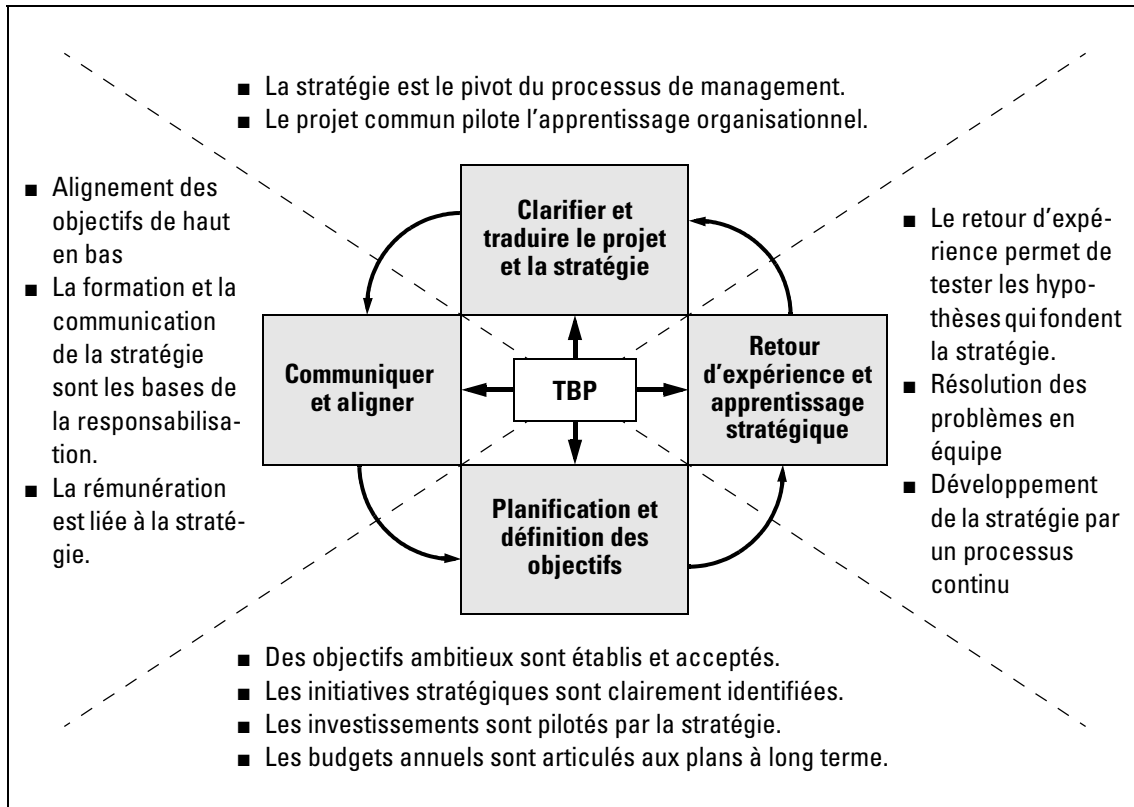 ■ La stratégie est le pivot du processus de management.
■ Le projet commun pilote l’apprentissage organisationnel.
■ Alignement des
objectifs de haut
en bas
■ La formation et la
communication
de la stratégie
sont les bases de
la responsabilisa-
tion.
■ La rémunération
est liée à la straté-
gie.
Clarifier et
traduire le projet
et la stratégie
Communiquer
et aligner
TBP
Retour
d’expérience et
apprentissage
stratégique
Planification et
définition des
objectifs
■ Le retour d’expé-
rience permet de
tester les hypo-
thèses qui fondent
la stratégie.
■ Résolution des
problèmes en
équipe
■ Développement
de la stratégie par
un processus
continu
■ Des objectifs ambitieux sont établis et acceptés.
■ Les initiatives stratégiques sont clairement identifiées.
■ Les investissements sont pilotés par la stratégie.
■ Les budgets annuels sont articulés aux plans à long terme.